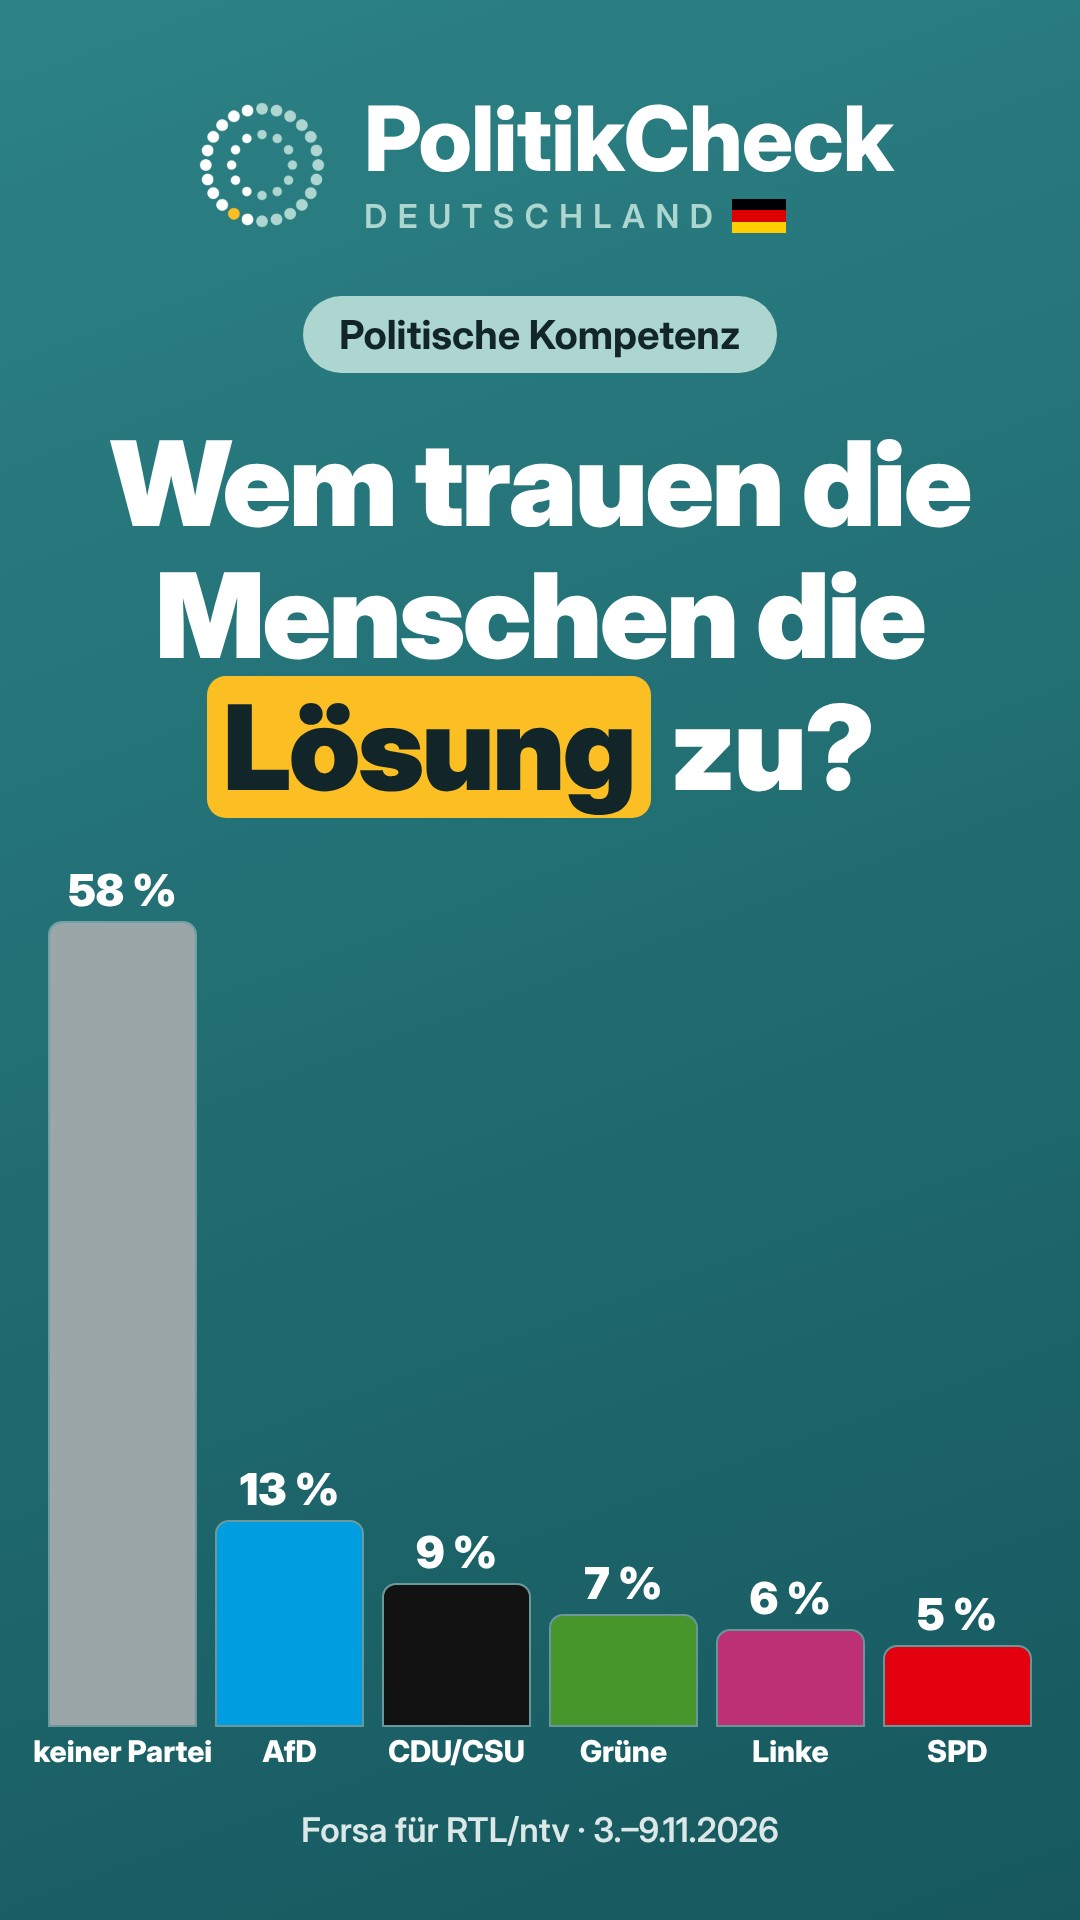 PolitikCheck
DEUTSCHLAND
Politische Kompetenz
Wem trauen die
Menschen die
Lösung zu?
58 %
13 %
9 %
7 %
6 %
5 %
keiner Partei AfD CDU/CSU Grüne Linke SPD
Forsa für RTL/ntv · 3.–9.11.2026